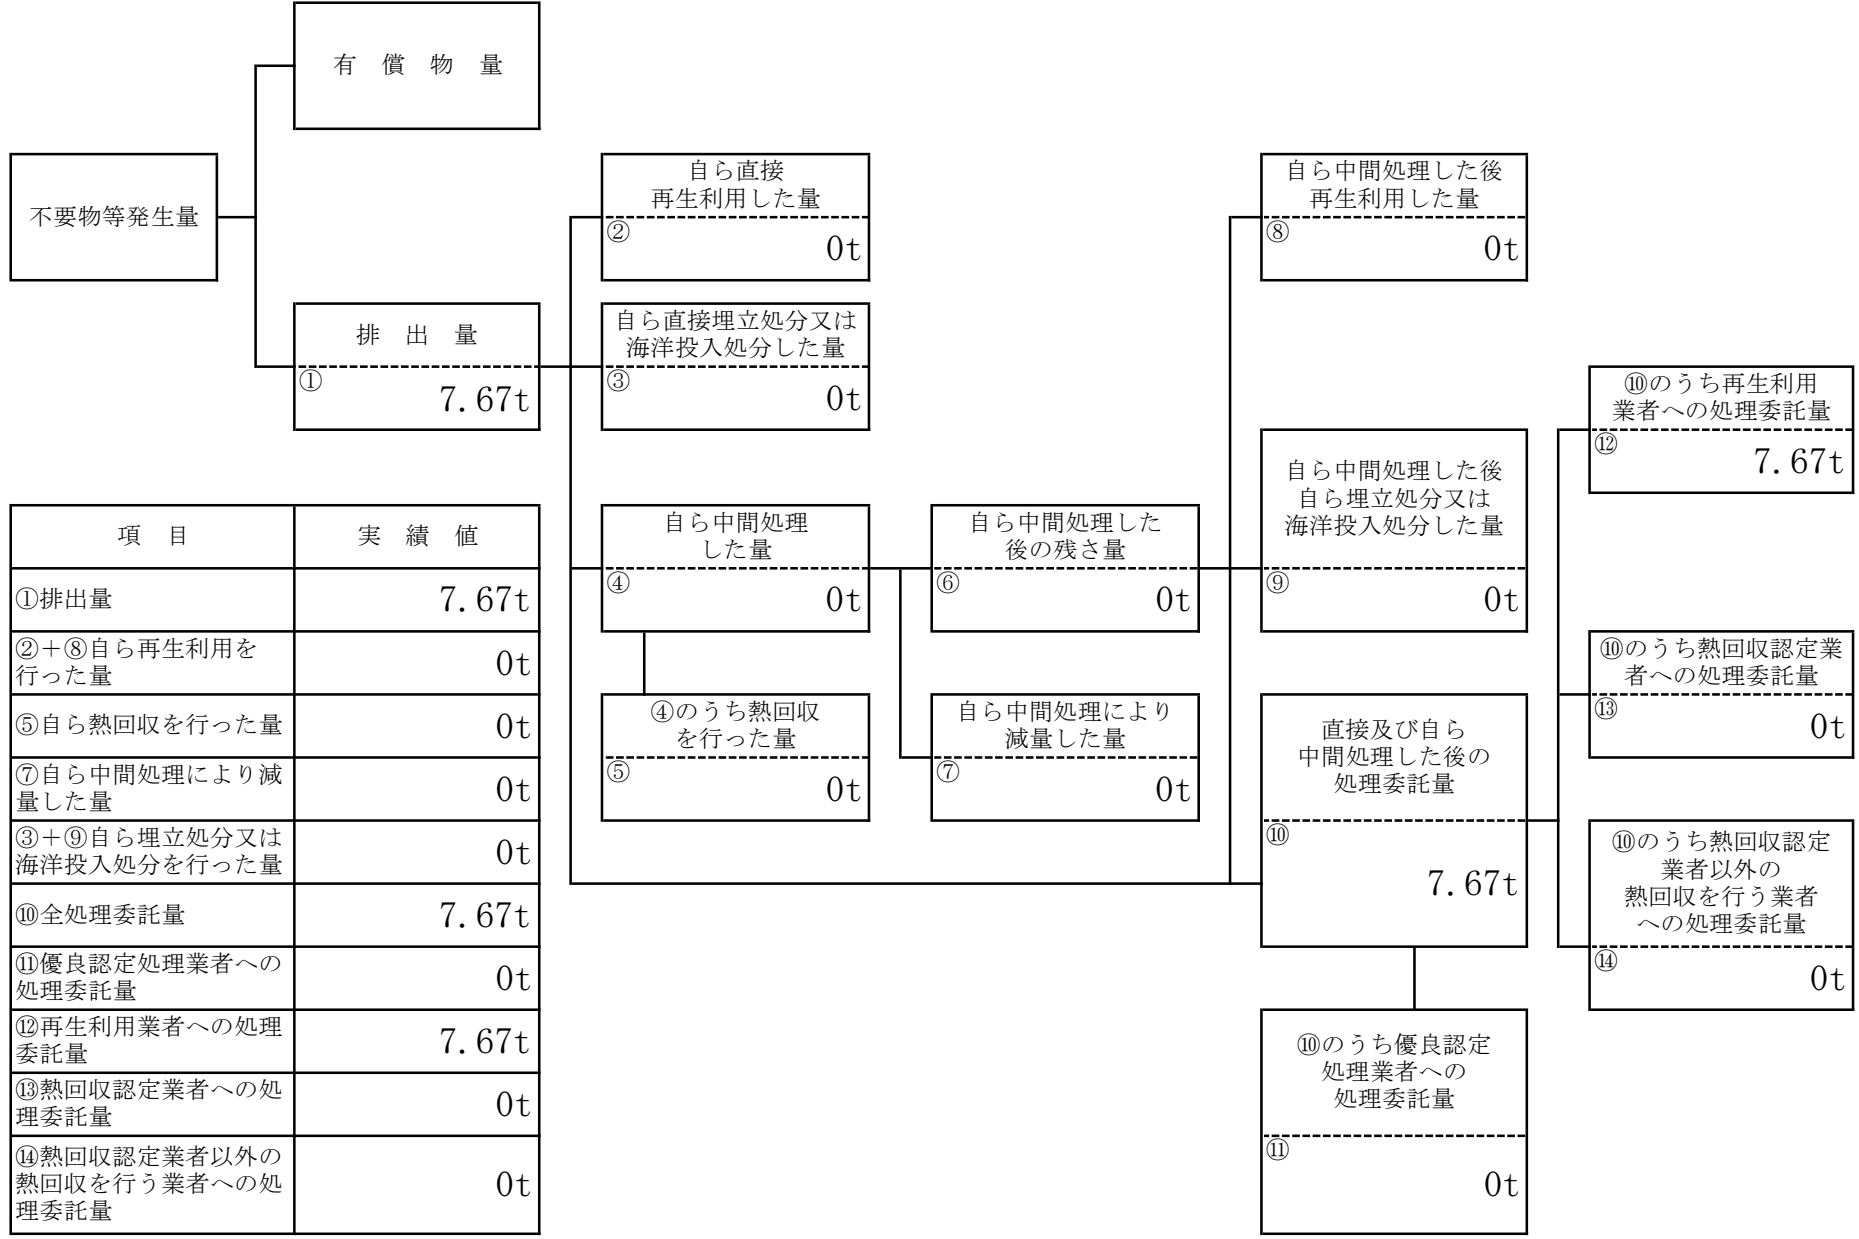 有　償　物　量
不要物等発生量
排　出　量
①
7.67t
自ら直接
再生利用した量
②
0t
自ら直接埋立処分又は
海洋投入処分した量
③
0t
自ら中間処理
した量
④
0t
④のうち熱回収
を行った量
⑤
0t
自ら中間処理した
後の残さ量
⑥
0t
自ら中間処理により
減量した量
⑦
0t
自ら中間処理した後
再生利用した量
⑧
0t
自ら中間処理した後
自ら埋立処分又は
海洋投入処分した量
⑨
0t
直接及び自ら
中間処理した後の
処理委託量
⑩
7.67t
⑩のうち優良認定
処理業者への
処理委託量
⑪
0t
⑩のうち再生利用
業者への処理委託量
⑫
7.67t
⑩のうち熱回収認定業
者への処理委託量
⑬
0t
⑩のうち熱回収認定
業者以外の
熱回収を行う業者
への処理委託量
⑭
0t
項　目　実　績　値
①排出量　7.67t
②＋⑧自ら再生利用を
行った量
0t
⑤自ら熱回収を行った量　0t
⑦自ら中間処理により減
量した量
0t
③＋⑨自ら埋立処分又は
海洋投入処分を行った量
0t
⑩全処理委託量　7.67t
⑪優良認定処理業者への
処理委託量
0t
⑫再生利用業者への処理
委託量
7.67t
⑬熱回収認定業者への処
理委託量
0t
⑭熱回収認定業者以外の
熱回収を行う業者への処
理委託量
0t